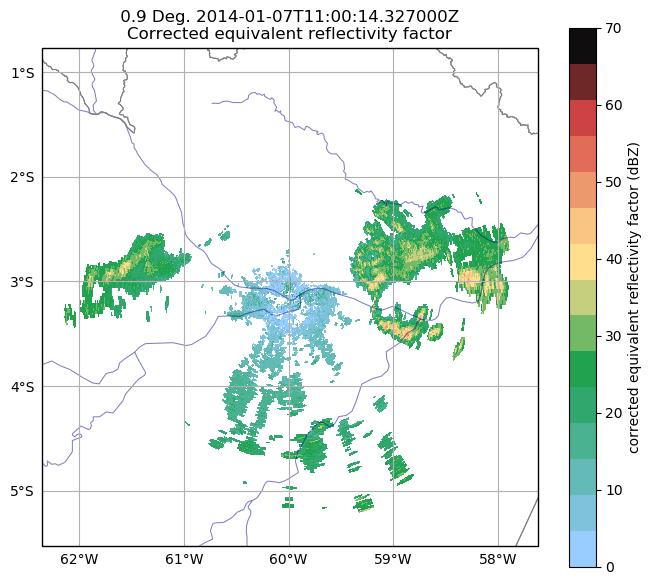 0.9 Deg. 2014-01-07T11:00:14.327000Z
Corrected equivalent reflectivity factor
1°S
2°S
3°S
4°S
5°S
62°W 61°W 60°W 59°W 58°W
70
60
50
40
30
20
10
0
corrected equivalent reflectivity factor (dBZ)